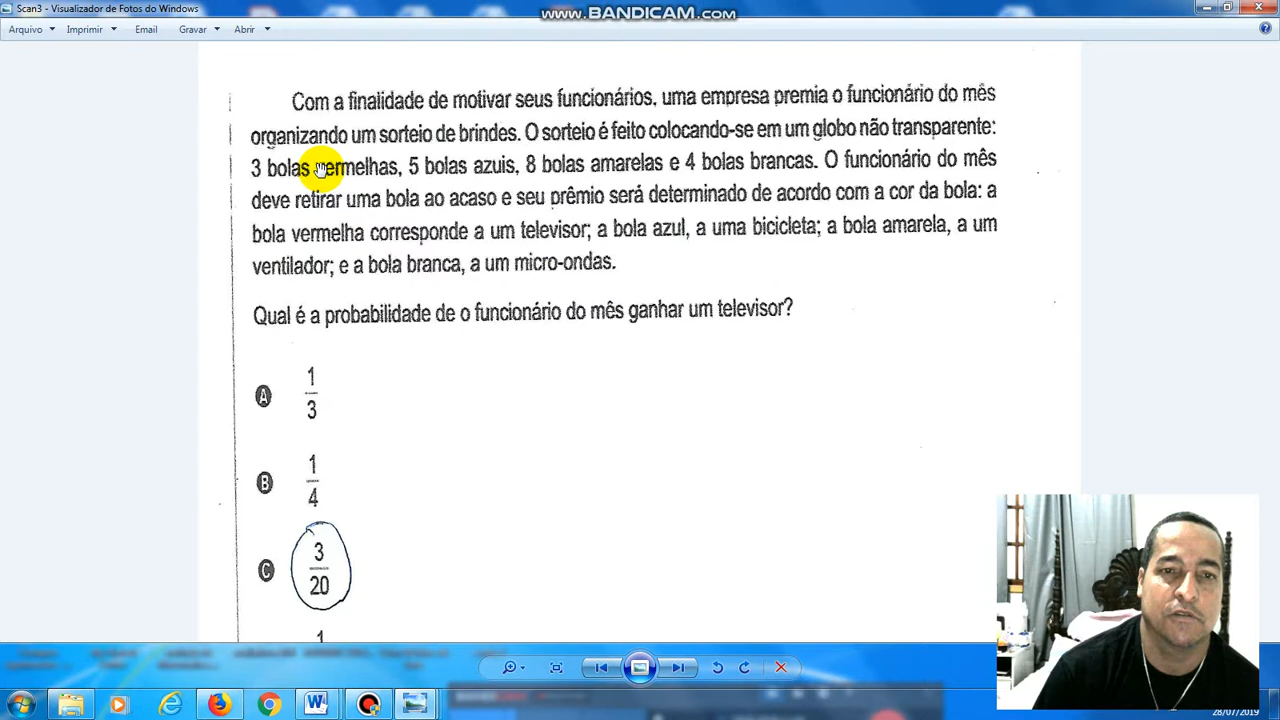 Scan3 - Visualizador de Fotos do Windows
www.BANDICAM.com
Arquivo Imprimir Email Gravar Abrir
Com a finalidade de motivar seus funcionários, uma empresa premia o funcionário do mês
organizando um sorteio de brindes. O sorteio é feito colocando-se em um globo não transparente:
3 bolas vermelhas, 5 bolas azuis, 8 bolas amarelas e 4 bolas brancas. O funcionário do mês
deve retirar uma bola ao acaso e seu prêmio será determinado de acordo com a cor da bola: a
bola vermelha corresponde a um televisor; a bola azul, a uma bicicleta; a bola amarela, a um
ventilador; e a bola branca, a um micro-ondas.
Qual é a probabilidade de o funcionário do mês ganhar um televisor?
A 1/3
B 1/4
C 3/20
1
28/07/2019